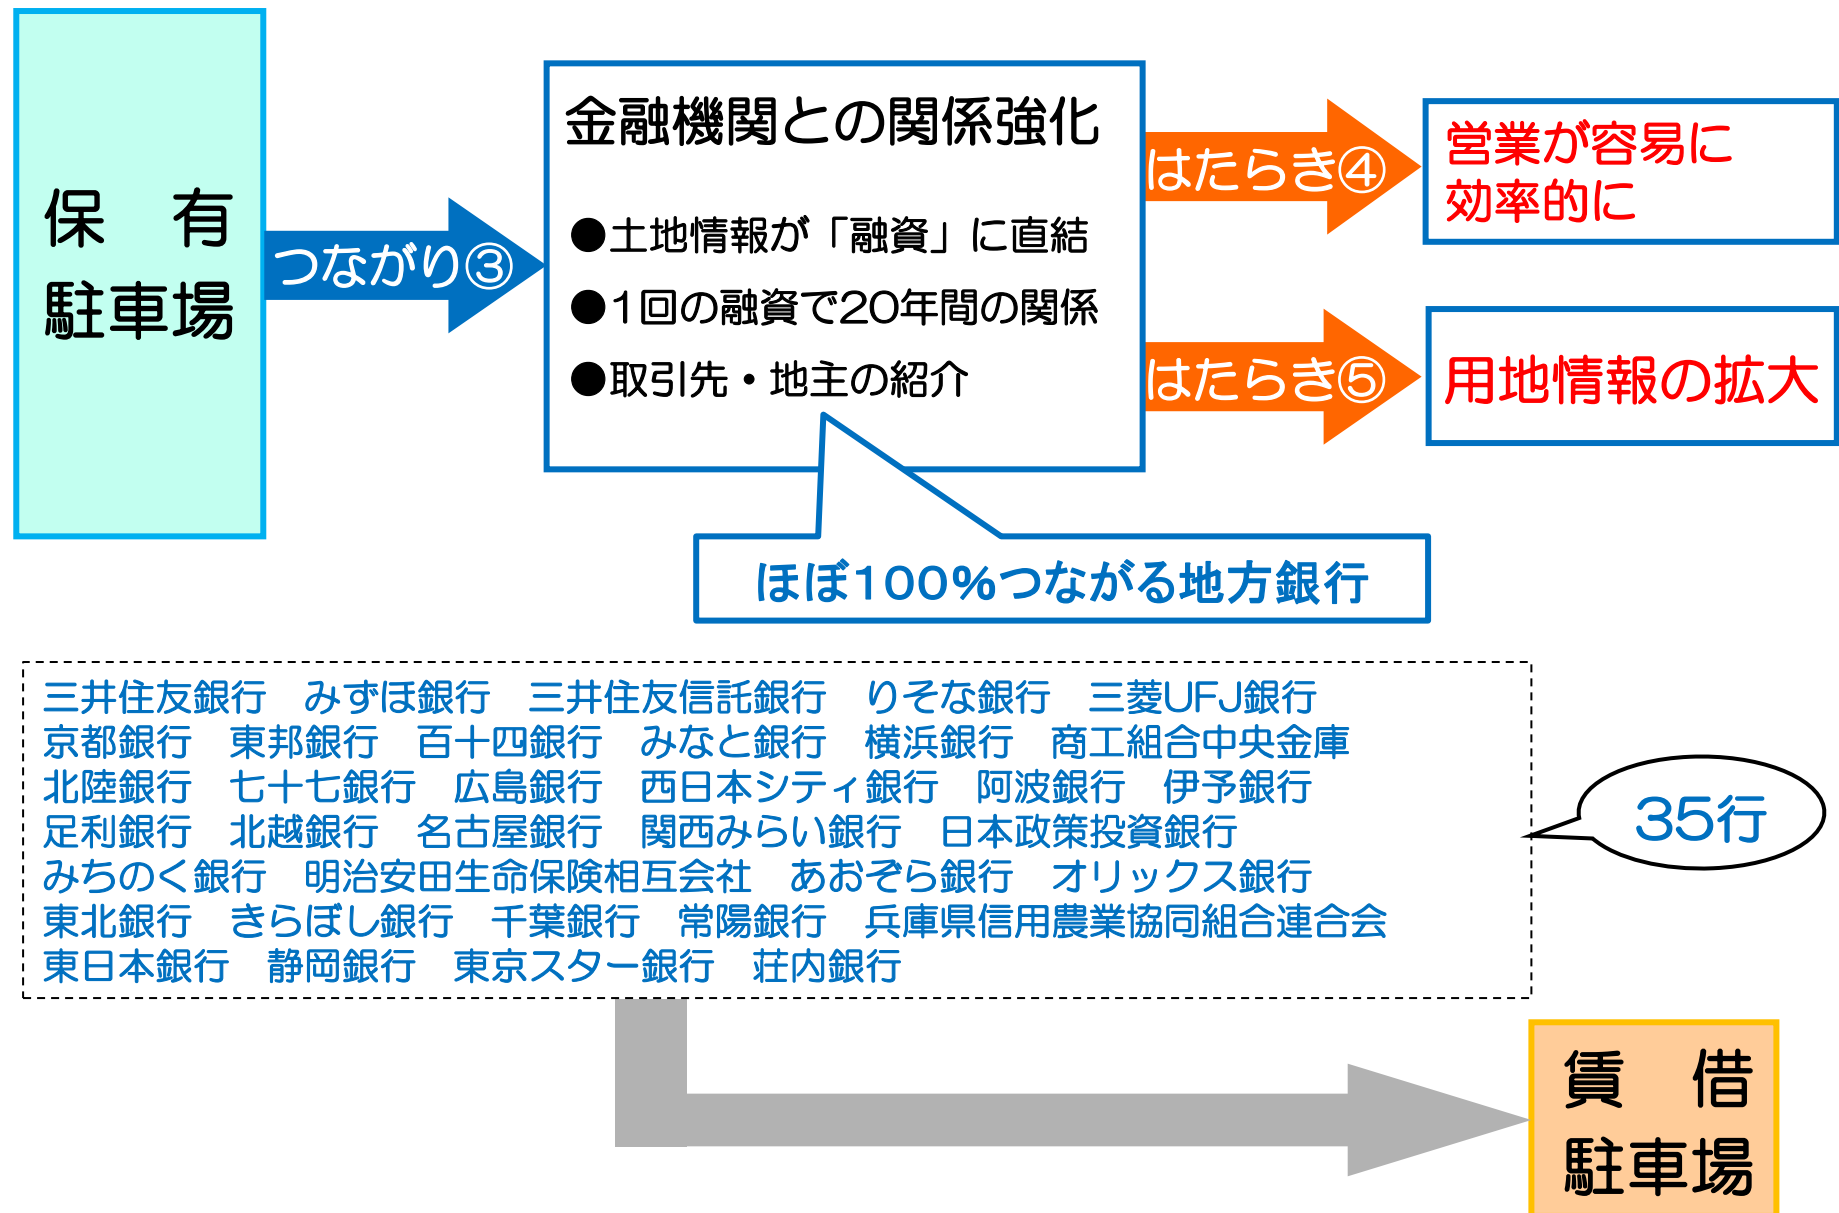 保　有
駐車場
つながり③
金融機関との関係強化
●土地情報が「融資」に直結
●1回の融資で20年間の関係
●取引先・地主の紹介
はたらき④
営業が容易に
効率的に
はたらき⑤
用地情報の拡大
ほぼ100%つながる地方銀行
三井住友銀行　みずほ銀行　三井住友信託銀行　りそな銀行　三菱UFJ銀行
京都銀行　東邦銀行　百十四銀行　みなと銀行　横浜銀行　商工組合中央金庫
北陸銀行　七十七銀行　広島銀行　西日本シティ銀行　阿波銀行　伊予銀行
足利銀行　北越銀行　名古屋銀行　関西みらい銀行　日本政策投資銀行
みちのく銀行　明治安田生命保険相互会社　あおぞら銀行　オリックス銀行
東北銀行　きらぼし銀行　千葉銀行　常陽銀行　兵庫県信用農業協同組合連合会
東日本銀行　静岡銀行　東京スター銀行　荘内銀行
35行
賃　借
駐車場